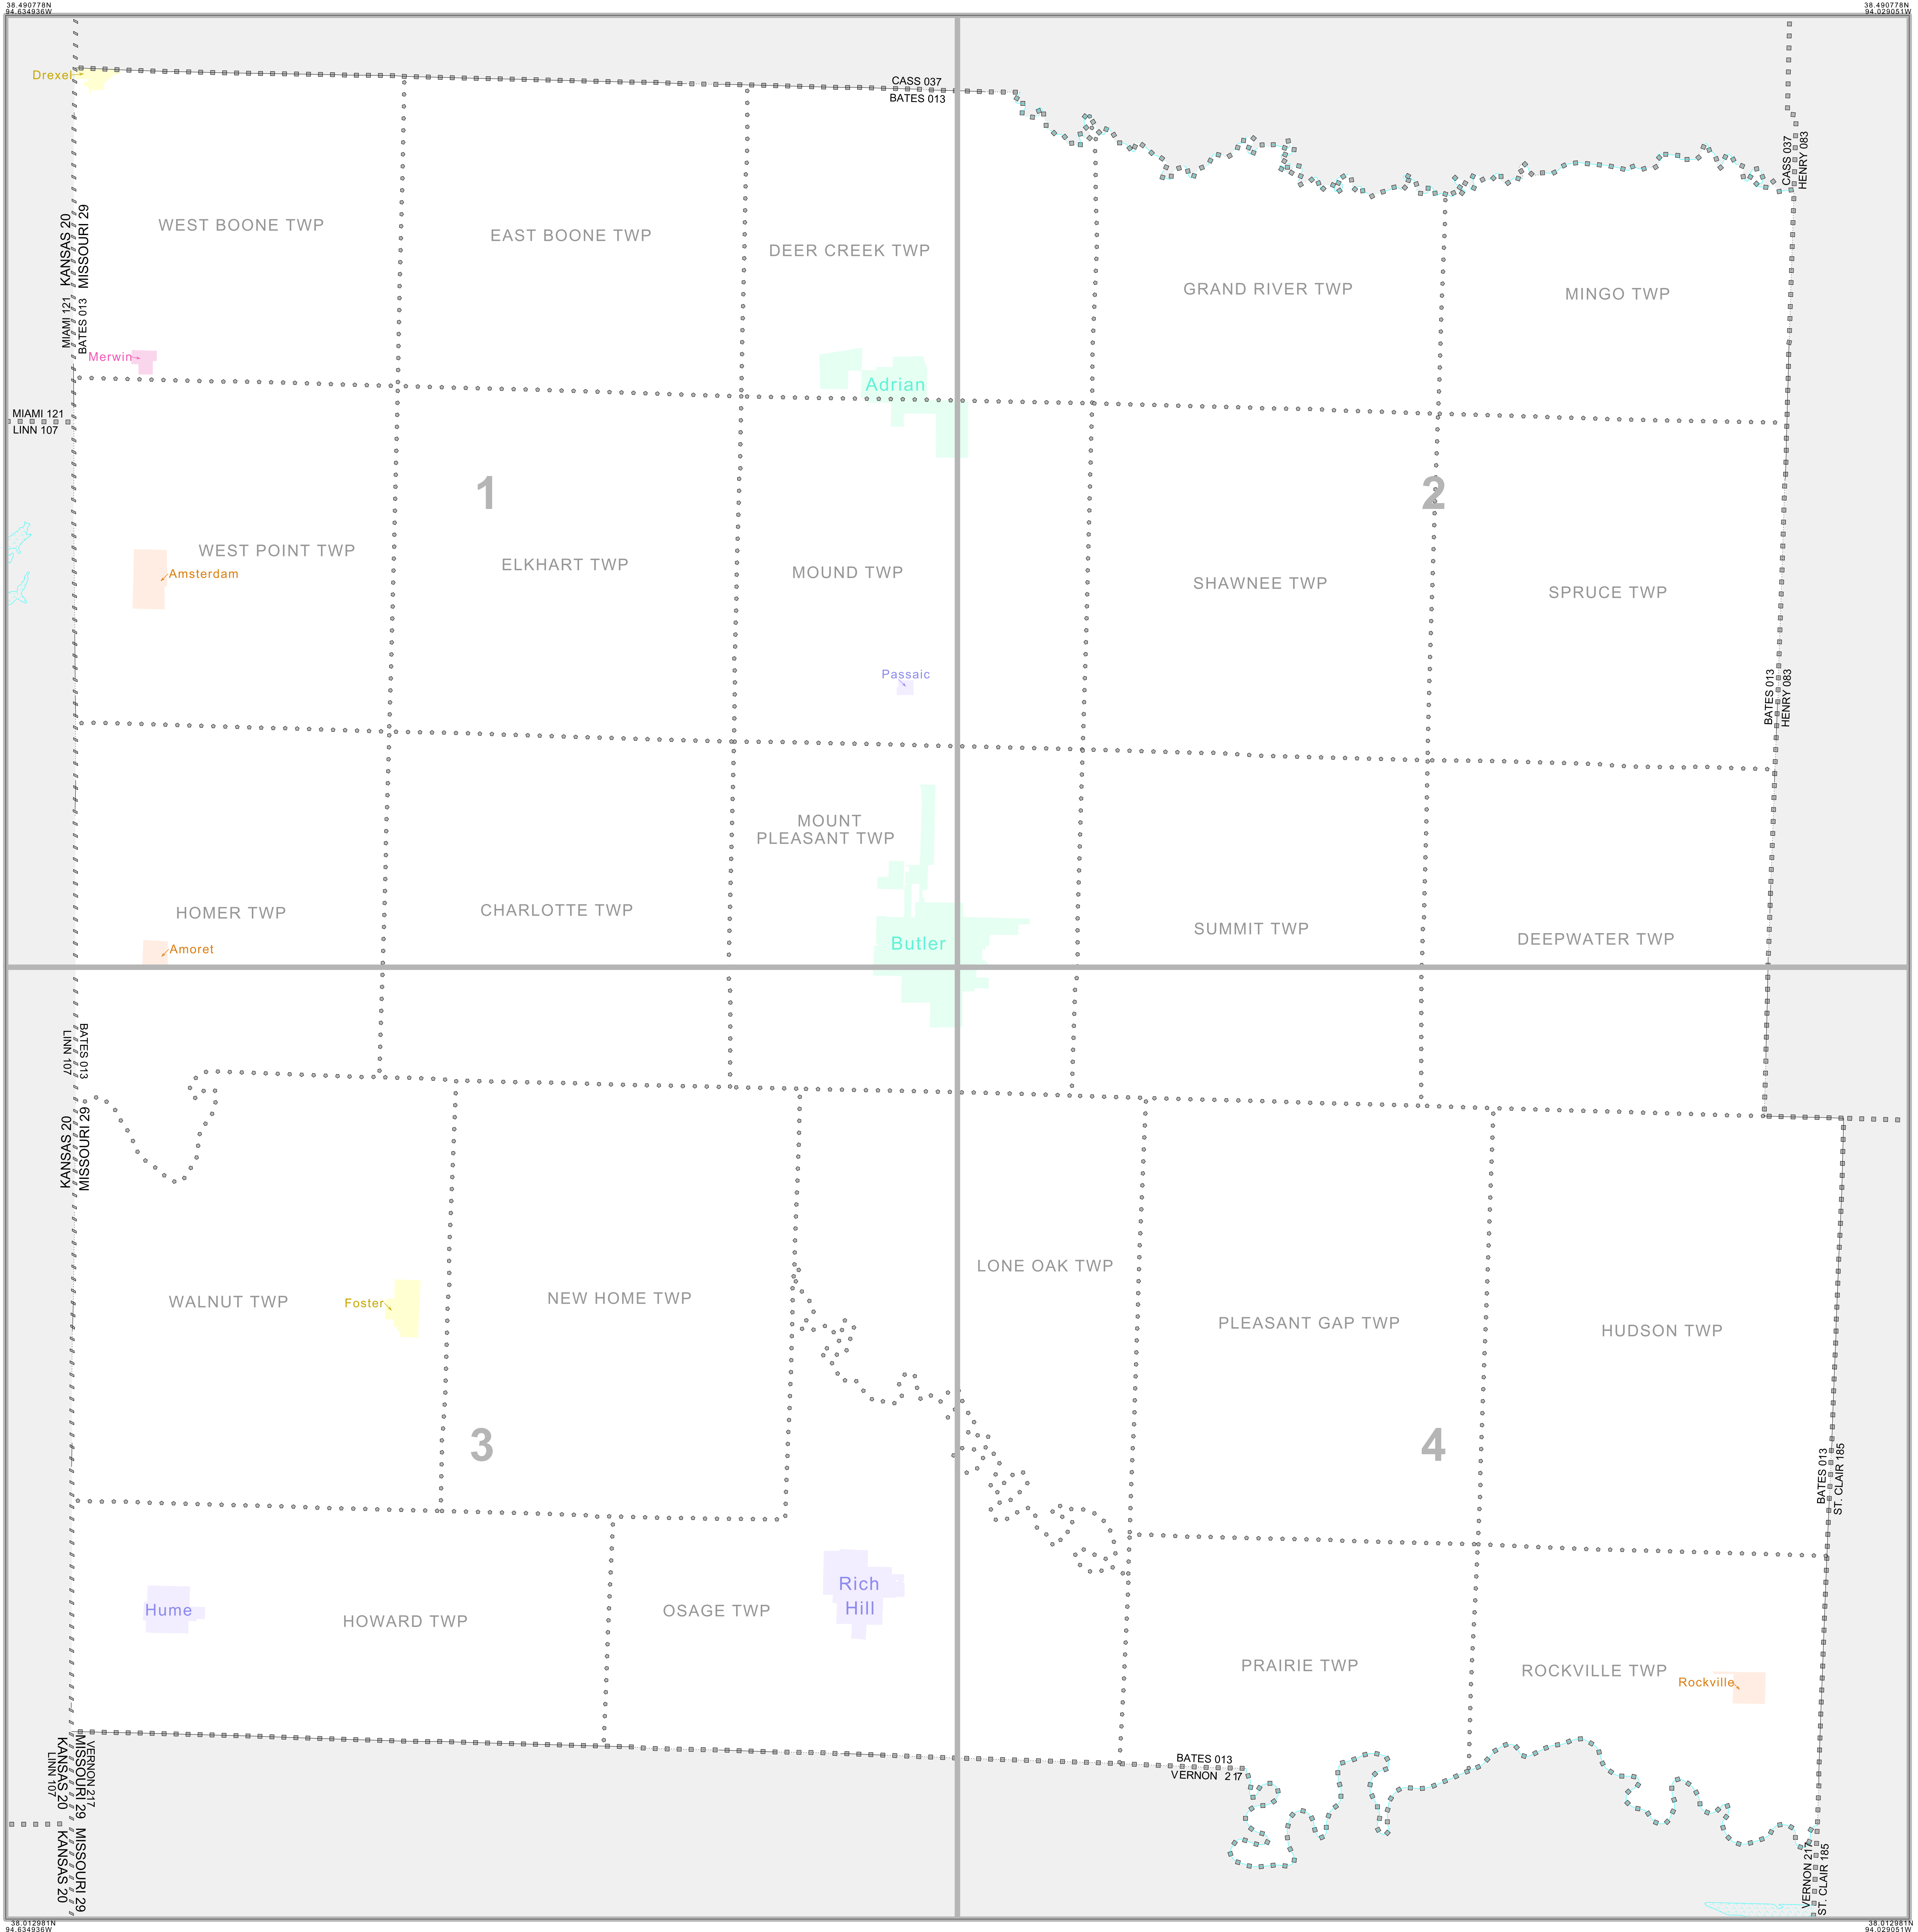 38.490778N
94.634936W
38.490778N
94.029051W
Drexel
CASS 037
BATES 013
CASS 037
HENRY 083
KANSAS 20
MISSOURI 29
WEST BOONE TWP
EAST BOONE TWP
DEER CREEK TWP
GRAND RIVER TWP
MINGO TWP
MIAMI 121
BATES 013
Merwin
Adrian
MIAMI 121
LINN 107
1
2
WEST POINT TWP
Amsterdam
ELKHART TWP
MOUND TWP
SHAWNEE TWP
SPRUCE TWP
Passaic
BATES 013
HENRY 083
MOUNT
PLEASANT TWP
HOMER TWP
CHARLOTTE TWP
Butler
SUMMIT TWP
DEEPWATER TWP
Amoret
BATES 013
LINN 107
KANSAS 20
MISSOURI 29
LONE OAK TWP
WALNUT TWP
Foster
NEW HOME TWP
PLEASANT GAP TWP
HUDSON TWP
3
4
BATES 013
ST. CLAIR 185
Hume
HOWARD TWP
OSAGE TWP
Rich
Hill
PRAIRIE TWP
ROCKVILLE TWP
Rockville
BATES 013
VERNON 217
VERNON 217
MISSOURI 29
KANSAS 20
LINN 107
MISSOURI 29
KANSAS 20
VERNON 217
ST. CLAIR 185
38.012981N
94.634936W
38.012981N
94.029051W